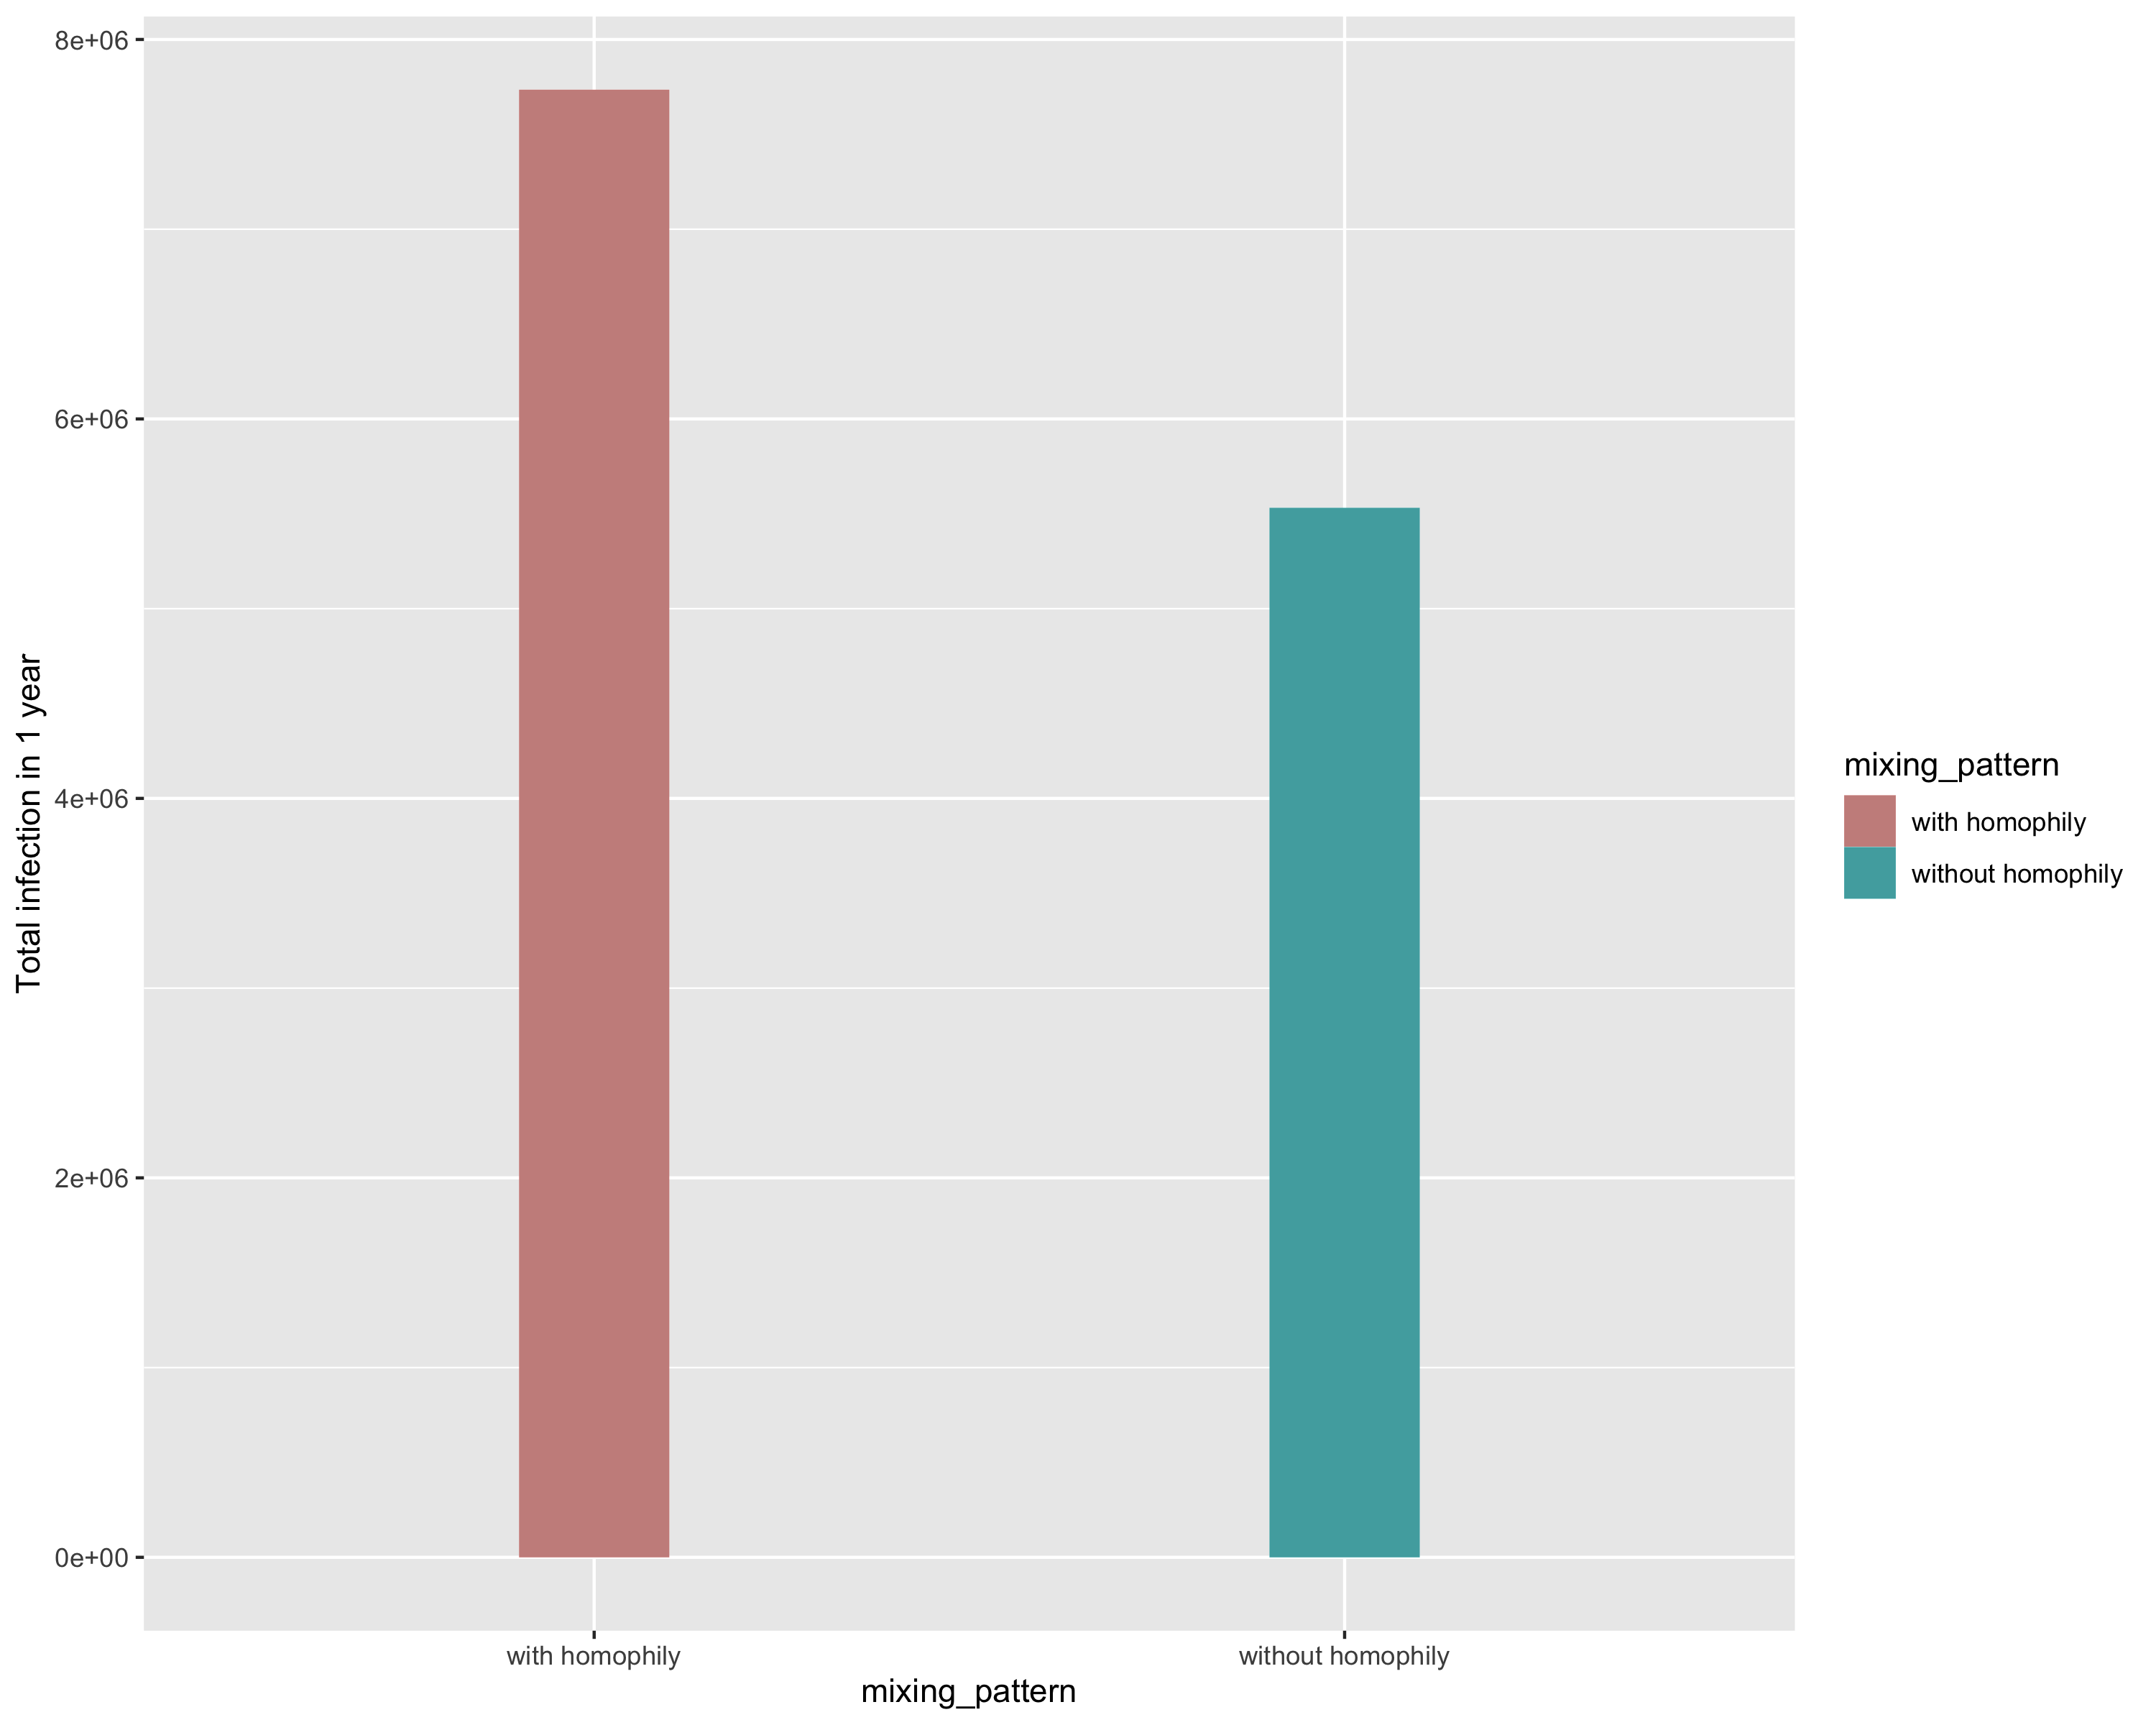 Total infection in 1 year
8e+06
6e+06
4e+06
2e+06
0e+00
with homophily
without homophily
mixing_pattern
mixing_pattern
with homophily
without homophily